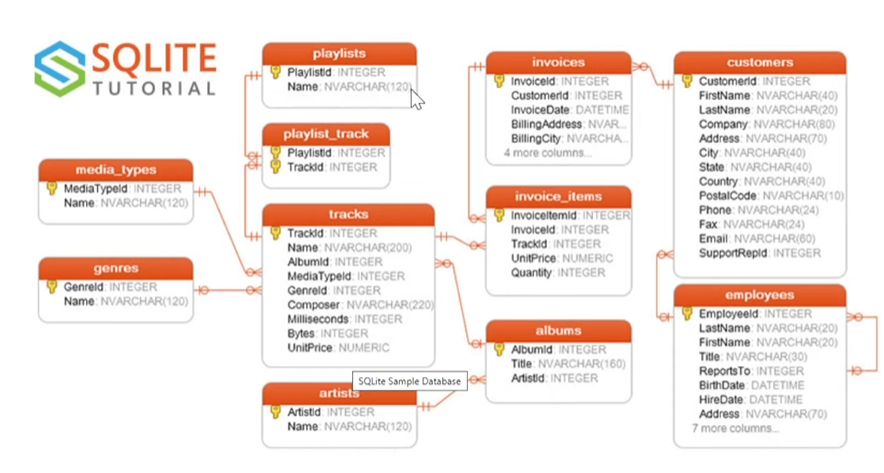 SQLITE
TUTORIAL
playlists
PlaylistId: INTEGER
Name: NVARCHAR(120)
playlist_track
PlaylistId: INTEGER
TrackId: INTEGER
media_types
MediaTypeId: INTEGER
Name: NVARCHAR(120)
genres
GenreId: INTEGER
Name: NVARCHAR(120)
tracks
TrackId: INTEGER
Name: NVARCHAR(200)
AlbumId: INTEGER
MediaTypeId: INTEGER
GenreId: INTEGER
Composer: NVARCHAR(220)
Milliseconds: INTEGER
Bytes: INTEGER
UnitPrice: NUMERIC
SQLite Sample Database
artists
ArtistId: INTEGER
Name: NVARCHAR(120)
invoices
InvoiceId: INTEGER
CustomerId: INTEGER
InvoiceDate: DATETIME
BillingAddress: NVAR...
BillingCity: NVARCHA...
4 more columns...
invoice_items
InvoiceItemId: INTEGER
InvoiceId: INTEGER
TrackId: INTEGER
UnitPrice: NUMERIC
Quantity: INTEGER
albums
AlbumId: INTEGER
Title: NVARCHAR(160)
ArtistId: INTEGER
customers
CustomerId: INTEGER
FirstName: NVARCHAR(40)
LastName: NVARCHAR(20)
Company: NVARCHAR(80)
Address: NVARCHAR(70)
City: NVARCHAR(40)
State: NVARCHAR(40)
Country: NVARCHAR(40)
PostalCode: NVARCHAR(10)
Phone: NVARCHAR(24)
Fax: NVARCHAR(24)
Email: NVARCHAR(60)
SupportRepId: INTEGER
employees
EmployeeId: INTEGER
LastName: NVARCHAR(20)
FirstName: NVARCHAR(20)
Title: NVARCHAR(30)
ReportsTo: INTEGER
BirthDate: DATETIME
HireDate: DATETIME
Address: NVARCHAR(70)
7 more columns...